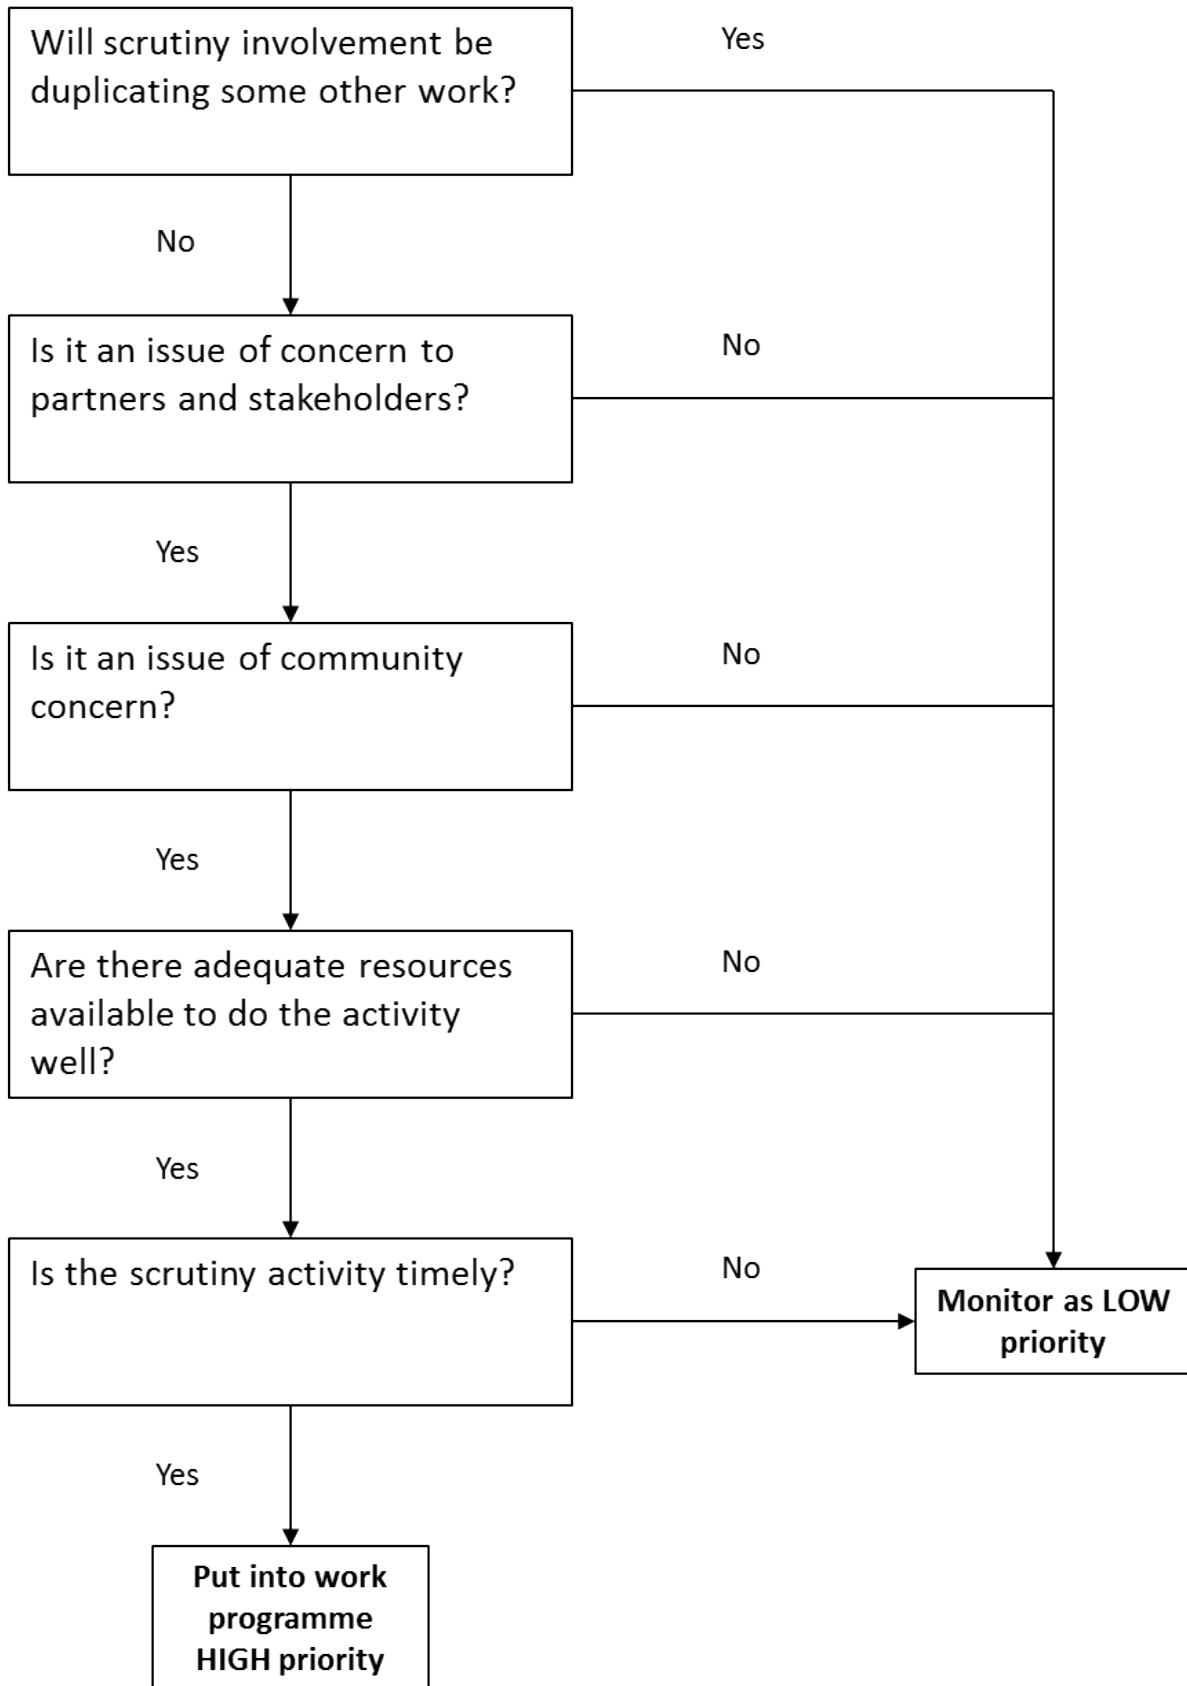 Will scrutiny involvement be
duplicating some other work?
Yes
No
Is it an issue of concern to
partners and stakeholders?
No
Yes
Is it an issue of community
concern?
No
Yes
Are there adequate resources
available to do the activity
well?
No
Yes
Is the scrutiny activity timely?
No
Monitor as LOW
priority
Yes
Put into work
programme
HIGH priority